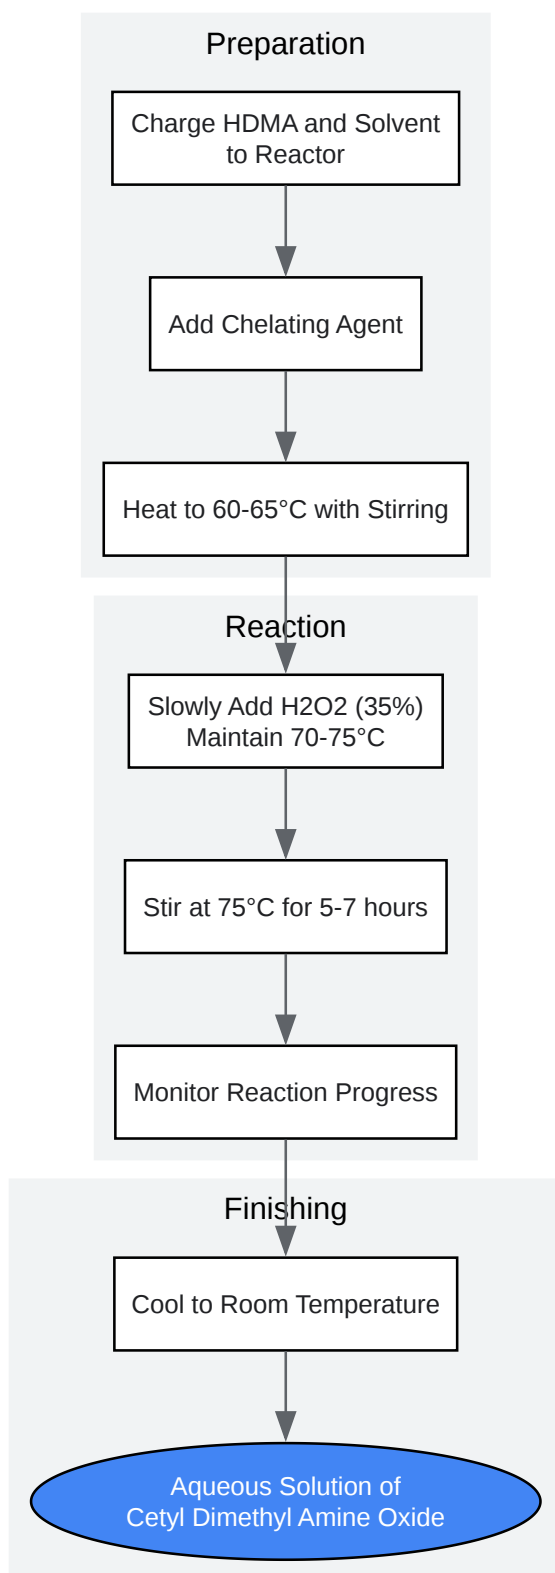 Preparation
Charge HDMA and Solvent
to Reactor
Add Chelating Agent
Heat to 60-65°C with Stirring
Reaction
Slowly Add H2O2 (35%)
Maintain 70-75°C
Stir at 75°C for 5-7 hours
Monitor Reaction Progress
Finishing
Cool to Room Temperature
Aqueous Solution of
Cetyl Dimethyl Amine Oxide